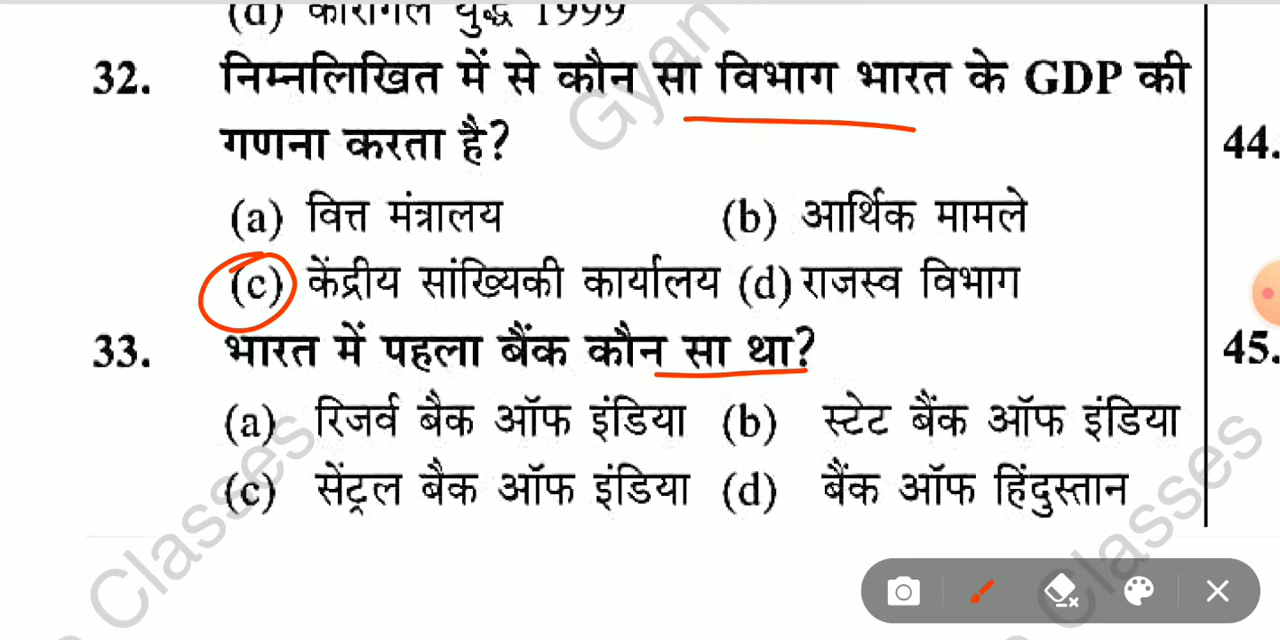 (d) कारगिल युद्ध 1999
32. निम्नलिखित में से कौन सा विभाग भारत के GDP की
गणना करता है?
(a) वित्त मंत्रालय (b) आर्थिक मामले
(c) केंद्रीय सांख्यिकी कार्यालय (d) राजस्व विभाग
33. भारत में पहला बैंक कौन सा था?
(a) रिजर्व बैक ऑफ इंडिया (b) स्टेट बैंक ऑफ इंडिया
(c) सेंट्रल बैक ऑफ इंडिया (d) बैंक ऑफ हिंदुस्तान
44.
45.
Gyan
Classes
Classes